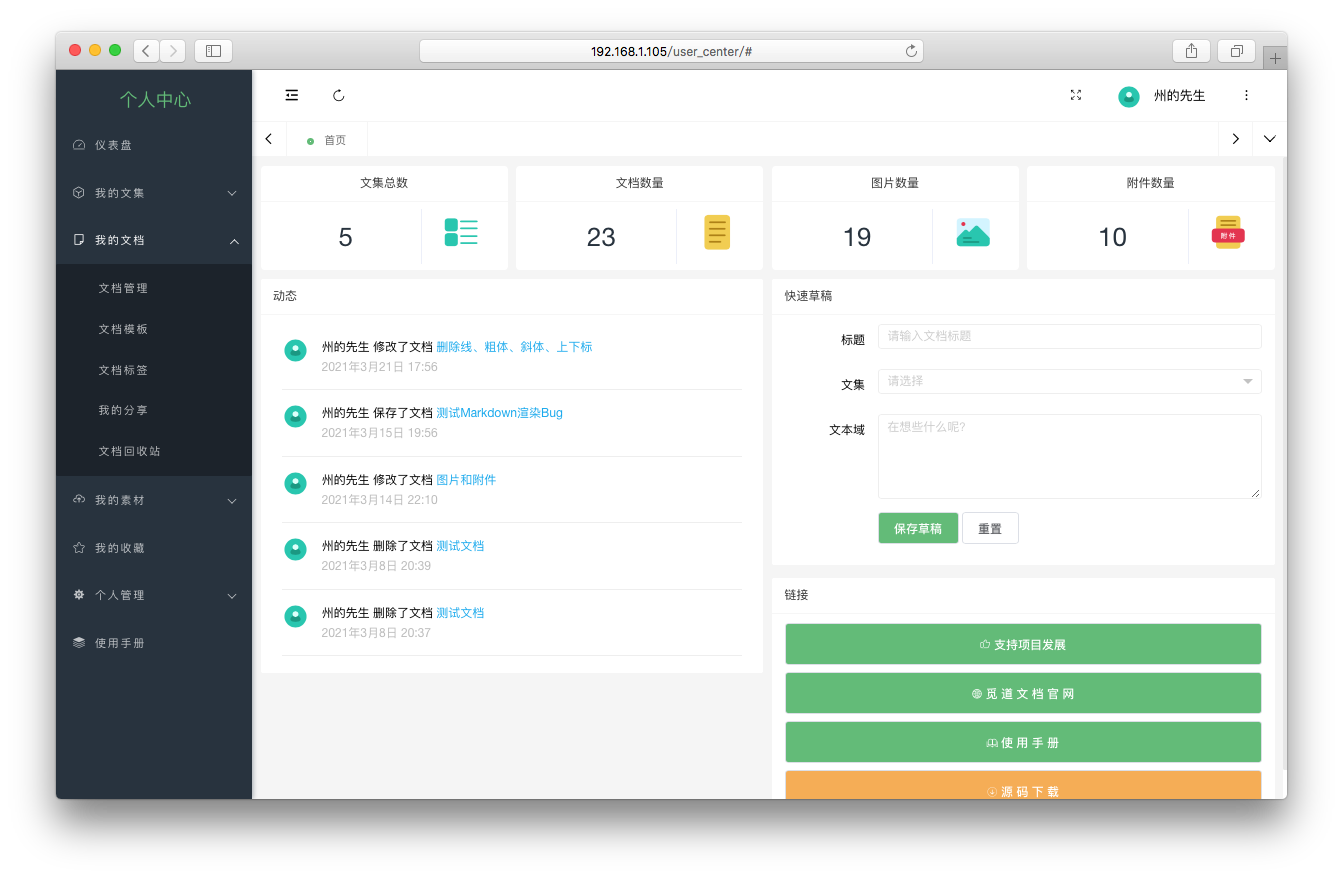 192.168.1.105/user_center/#
个人中心
仪表盘
我的文集
我的文档
文档管理
文档模板
文档标签
我的分享
文档回收站
我的素材
我的收藏
个人管理
使用手册
州的先生
首页
文集总数
5
文档数量
23
图片数量
19
附件数量
10
附件
动态
州的先生 修改了文档 删除线、粗体、斜体、上下标
2021年3月21日 17:56
州的先生 保存了文档 测试Markdown渲染Bug
2021年3月15日 19:56
州的先生 修改了文档 图片和附件
2021年3月14日 22:10
州的先生 删除了文档 测试文档
2021年3月8日 20:39
州的先生 删除了文档 测试文档
2021年3月8日 20:37
快速草稿
标题 请输入文档标题
文集 请选择
文本域 在想些什么呢?
保存草稿 重置
链接
支持项目发展
觅道文档官网
使用手册
源码下载